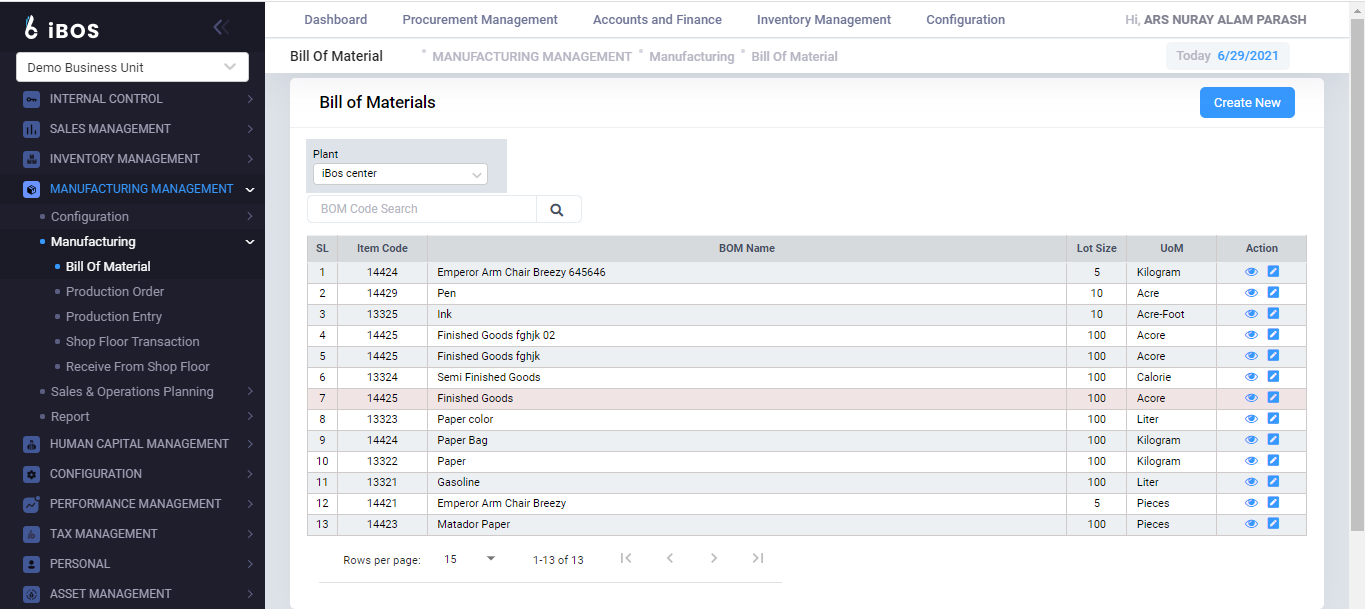 iBOS
Demo Business Unit
INTERNAL CONTROL
SALES MANAGEMENT
INVENTORY MANAGEMENT
MANUFACTURING MANAGEMENT
Configuration
Manufacturing
Bill Of Material
Production Order
Production Entry
Shop Floor Transaction
Receive From Shop Floor
Sales & Operations Planning
Report
HUMAN CAPITAL MANAGEMENT
CONFIGURATION
PERFORMANCE MANAGEMENT
TAX MANAGEMENT
PERSONAL
ASSET MANAGEMENT
Dashboard Procurement Management Accounts and Finance Inventory Management Configuration Hi, ARS NURAY ALAM PARASH
Bill Of Material • MANUFACTURING MANAGEMENT • Manufacturing • Bill Of Material Today 6/29/2021
Bill of Materials Create New
Plant
iBos center
BOM Code Search
SL Item Code BOM Name Lot Size UoM Action
1 14424 Emperor Arm Chair Breezy 645646 5 Kilogram
2 14429 Pen 10 Acre
3 13325 Ink 10 Acre-Foot
4 14425 Finished Goods fghjk 02 100 Acore
5 14425 Finished Goods fghjk 100 Acore
6 13324 Semi Finished Goods 100 Calorie
7 14425 Finished Goods 100 Acore
8 13323 Paper color 100 Liter
9 14424 Paper Bag 100 Kilogram
10 13322 Paper 100 Kilogram
11 13321 Gasoline 100 Liter
12 14421 Emperor Arm Chair Breezy 5 Pieces
13 14423 Matador Paper 100 Pieces
Rows per page: 15 1-13 of 13